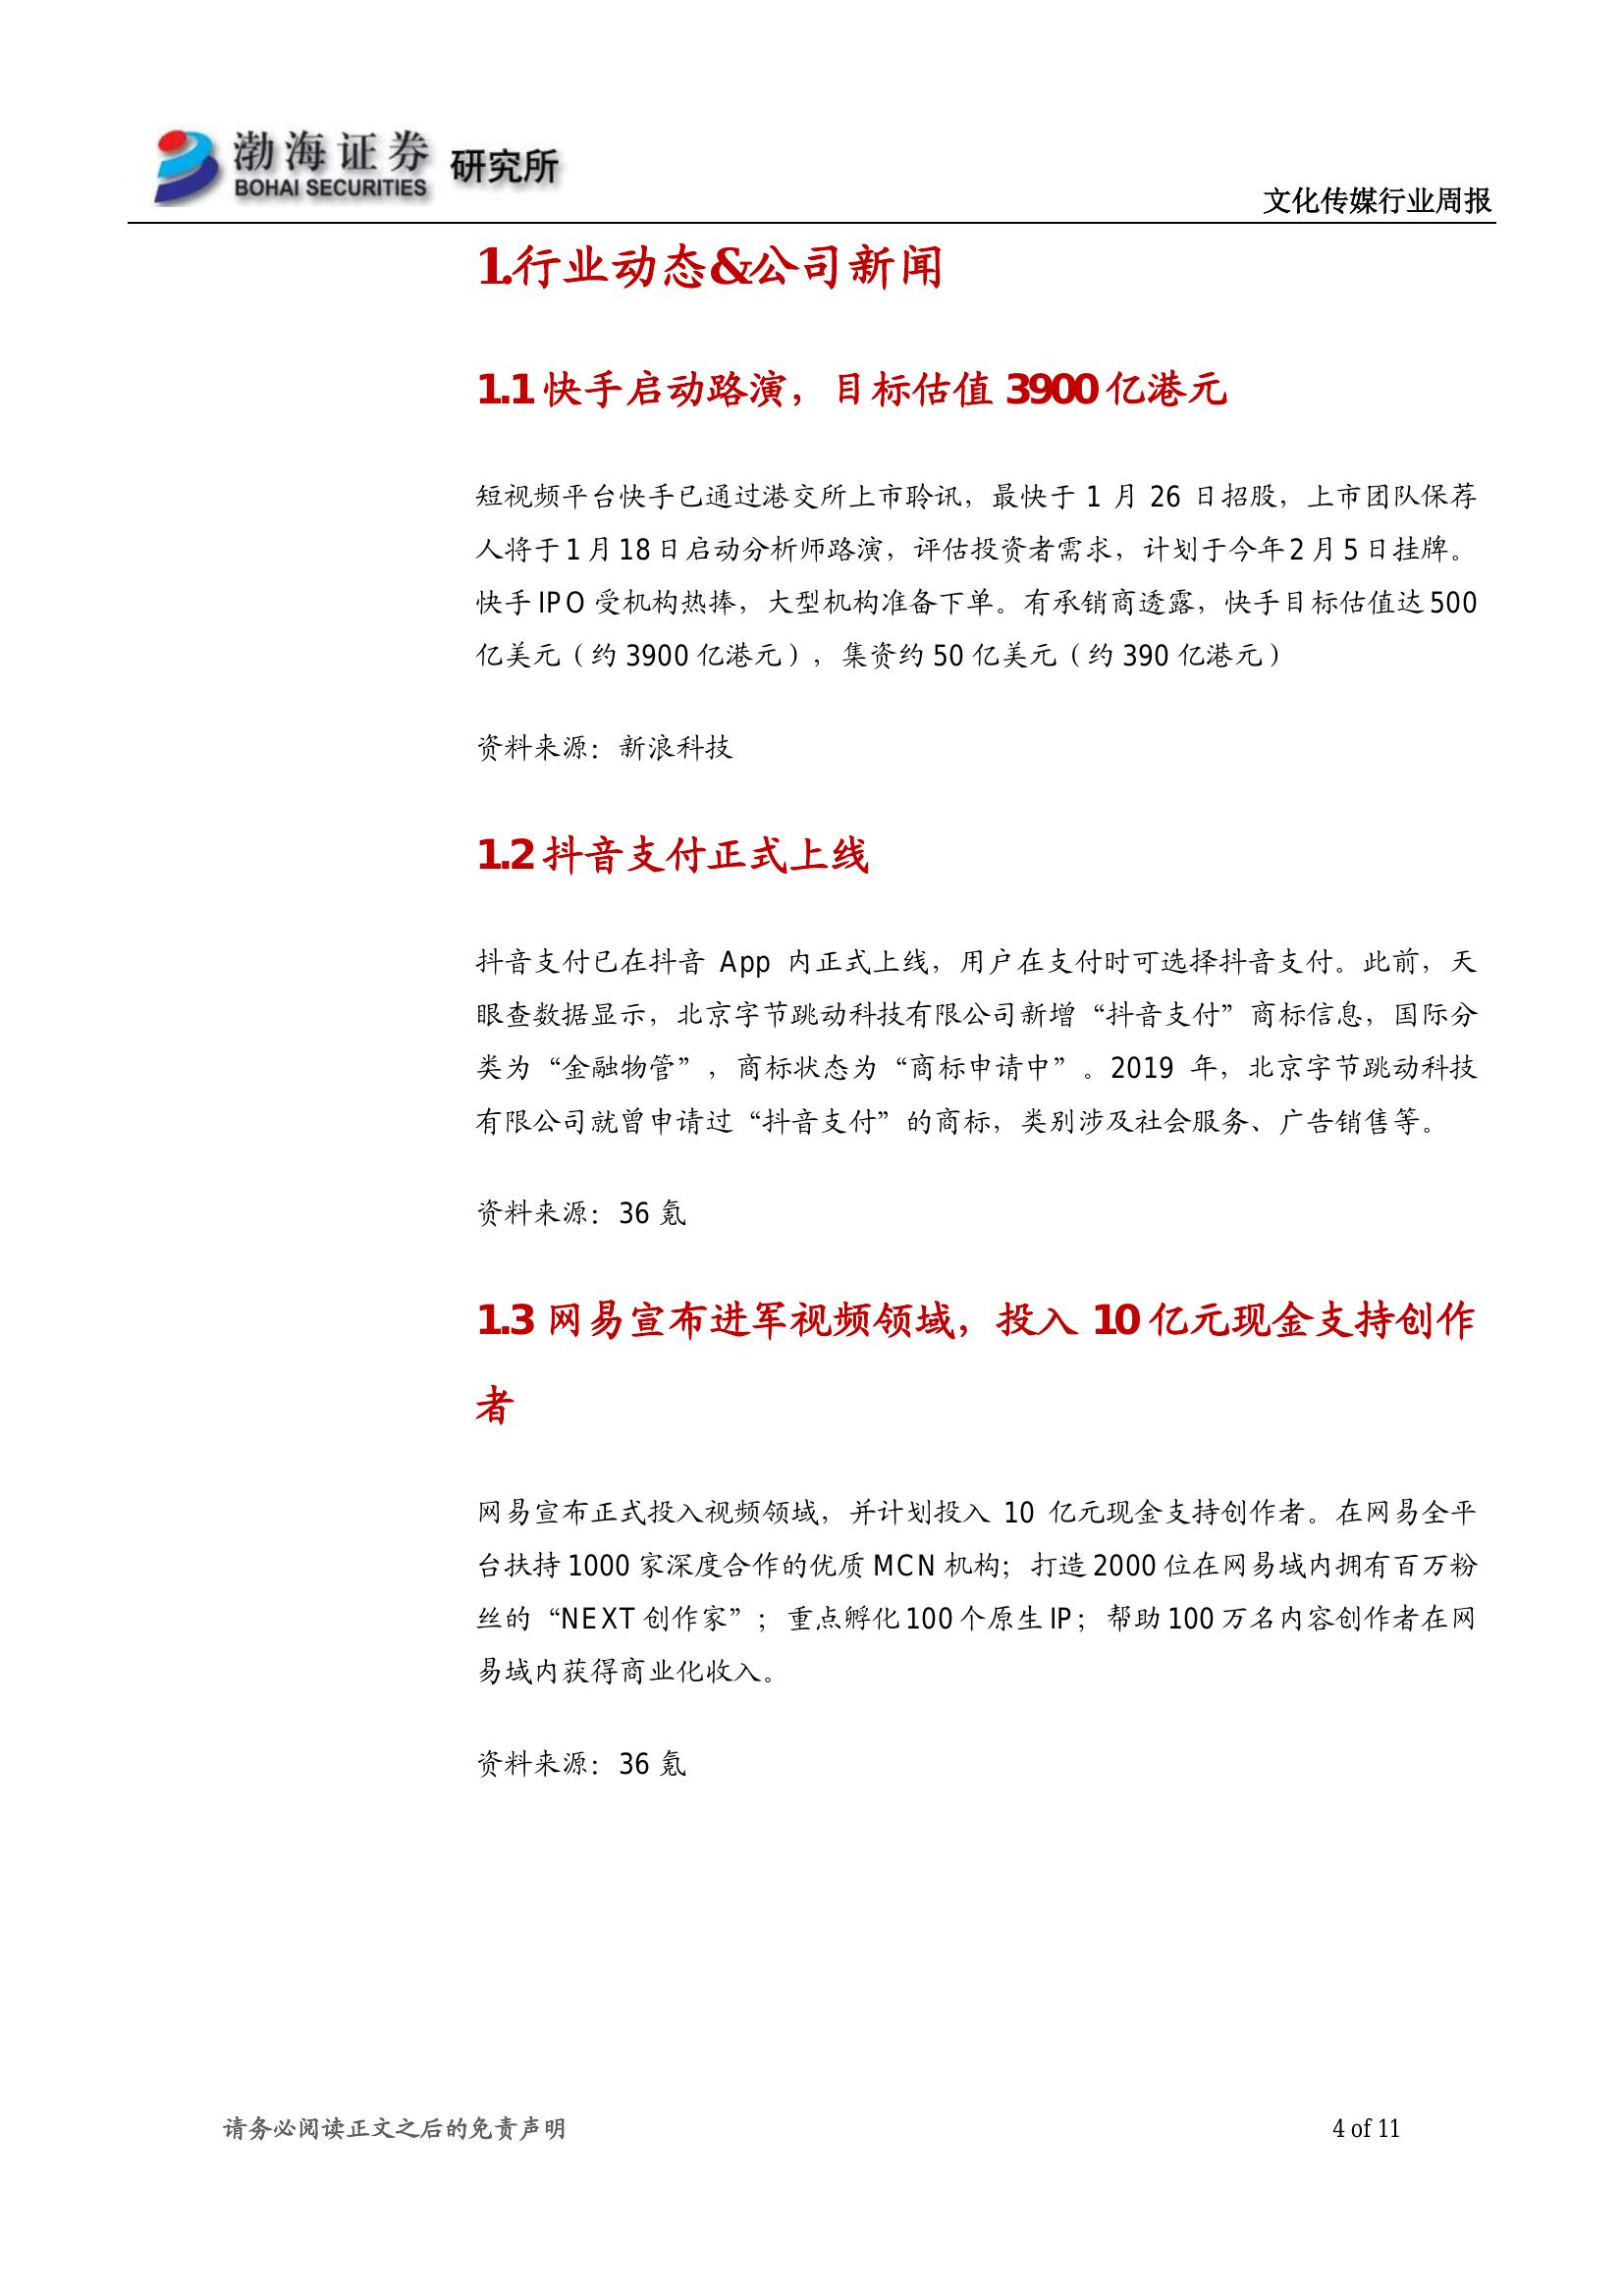 渤海证券 研究所
BOHAI SECURITIES
文化传媒行业周报
1.行业动态&公司新闻
1.1 快手启动路演，目标估值 3900 亿港元
短视频平台快手已通过港交所上市聆讯，最快于 1 月 26 日招股，上市团队保荐
人将于 1 月 18 日启动分析师路演，评估投资者需求，计划于今年 2 月 5 日挂牌。
快手 IPO 受机构热捧，大型机构准备下单。有承销商透露，快手目标估值达 500
亿美元（约 3900 亿港元），集资约 50 亿美元（约 390 亿港元）
资料来源：新浪科技
1.2 抖音支付正式上线
抖音支付已在抖音 App 内正式上线，用户在支付时可选择抖音支付。此前，天
眼查数据显示，北京字节跳动科技有限公司新增“抖音支付”商标信息，国际分
类为“金融物管”，商标状态为“商标申请中”。2019 年，北京字节跳动科技
有限公司就曾申请过“抖音支付”的商标，类别涉及社会服务、广告销售等。
资料来源：36 氪
1.3 网易宣布进军视频领域，投入 10 亿元现金支持创作
者
网易宣布正式投入视频领域，并计划投入 10 亿元现金支持创作者。在网易全平
台扶持 1000 家深度合作的优质 MCN 机构；打造 2000 位在网易域内拥有百万粉
丝的“NEXT 创作家”；重点孵化 100 个原生 IP；帮助 100 万名内容创作者在网
易域内获得商业化收入。
资料来源：36 氪
请务必阅读正文之后的免责声明
4 of 11